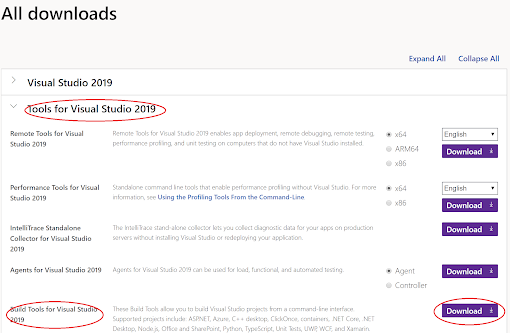 All downloads
Expand All
Collapse All
Visual Studio 2019
Tools for Visual Studio 2019
Remote Tools for Visual
Studio 2019
Remote Tools for Visual Studio 2019 enables app deployment, remote debugging, remote testing,
performance profiling, and unit testing on computers that do not have Visual Studio installed.
x64
ARM64
x86
English
Download
Performance Tools for Visual
Studio 2019
Standalone command line tools that enable performance profiling without Visual Studio. For more
information, see Using the Profiling Tools From the Command-Line.
x64
x86
English
Download
IntelliTrace Standalone
Collector for Visual Studio
2019
The IntelliTrace stand-alone collector lets you collect diagnostic data for your apps on
production servers without installing Visual Studio or redeploying your application.
Download
Agents for Visual Studio 2019
Agents for Visual Studio 2019 can be used for load, functional, and automated testing.
Agent
Controller
Download
Build Tools for Visual Studio
2019
These Build Tools allow you to build Visual Studio projects from a command-line interface.
Supported projects include: ASP.NET, Azure, C++ desktop, ClickOnce, containers, .NET Core, .NET
Desktop, Node.js, Office and SharePoint, Python, TypeScript, Unit Tests, UWP, WCF, and Xamarin.
Download